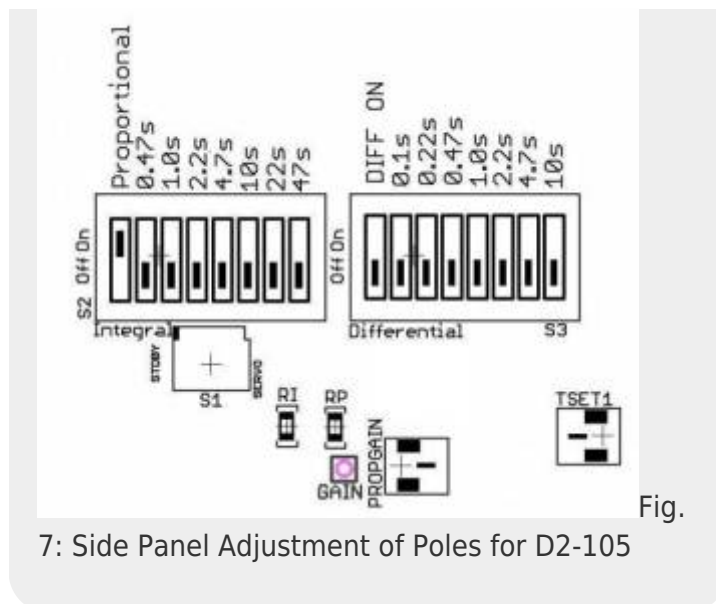 Proportional
0.47s
1.0s
2.2s
4.7s
10s
22s
47s
DIFF ON
0.1s
0.22s
0.47s
1.0s
2.2s
4.7s
10s
S2
Off On
Off On
Integral
Differential
S3
STDBY
SERVO
S1
RI
RP
TSET1
PROPGAIN
GAIN
Fig.
7: Side Panel Adjustment of Poles for D2-105